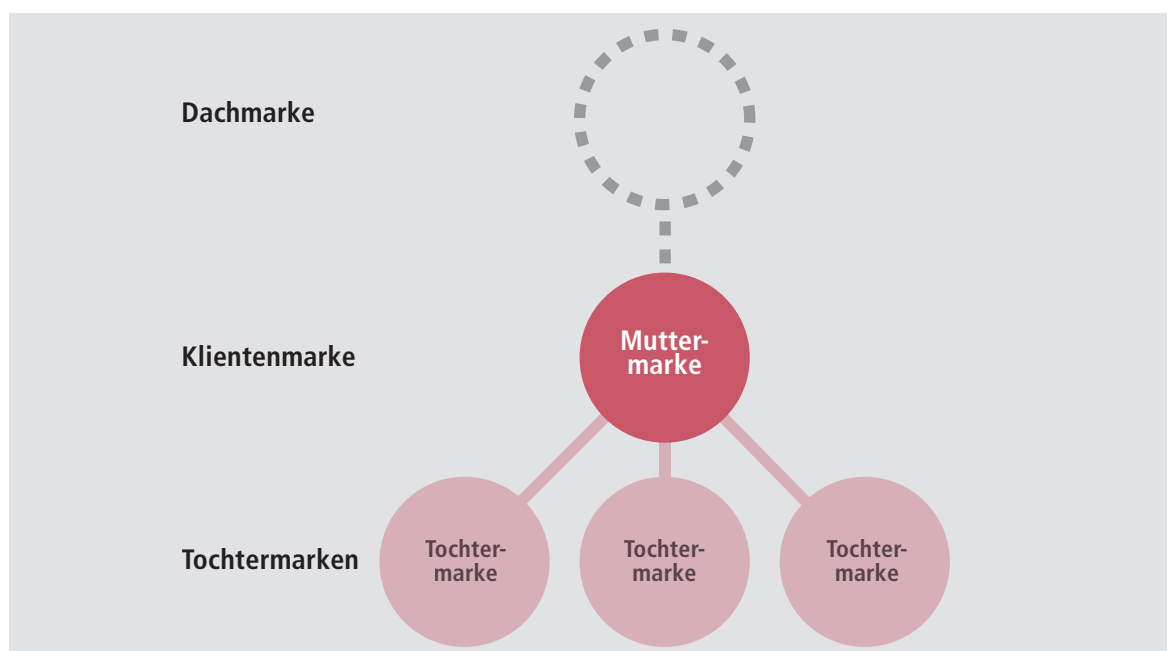 Dachmarke
Klientenmarke
Mutter-
marke
Tochtermarken
Tochter-
marke
Tochter-
marke
Tochter-
marke